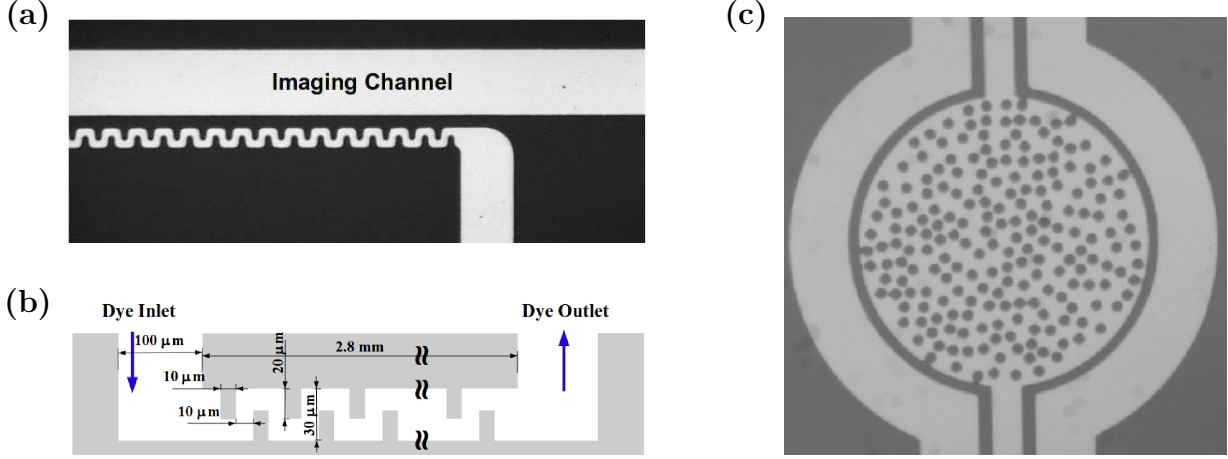 (a)
Imaging Channel
(b)
Dye Inlet
Dye Outlet
100 μm
2.8 mm
20 μm
10 μm
10 μm
30 μm
(c)